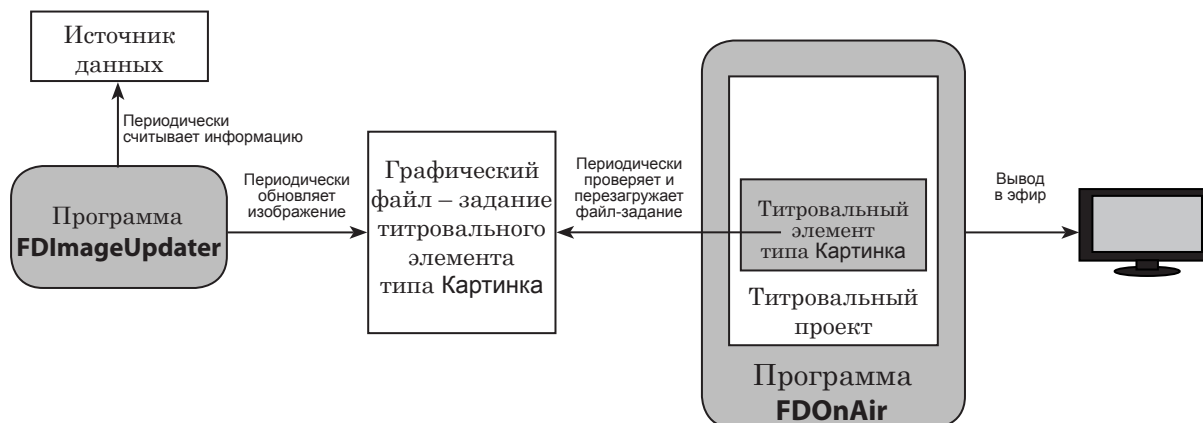 Источник
данных
Периодически
считывает информацию
Программа
FDImageUpdater
Периодически
обновляет
изображение
Графический
файл – задание
титровального
элемента
типа Картинка
Периодически
проверяет и
перезагружает
файл-задание
Титровальный
элемент
типа Картинка
Титровальный
проект
Программа
FDOnAir
Вывод
в эфир